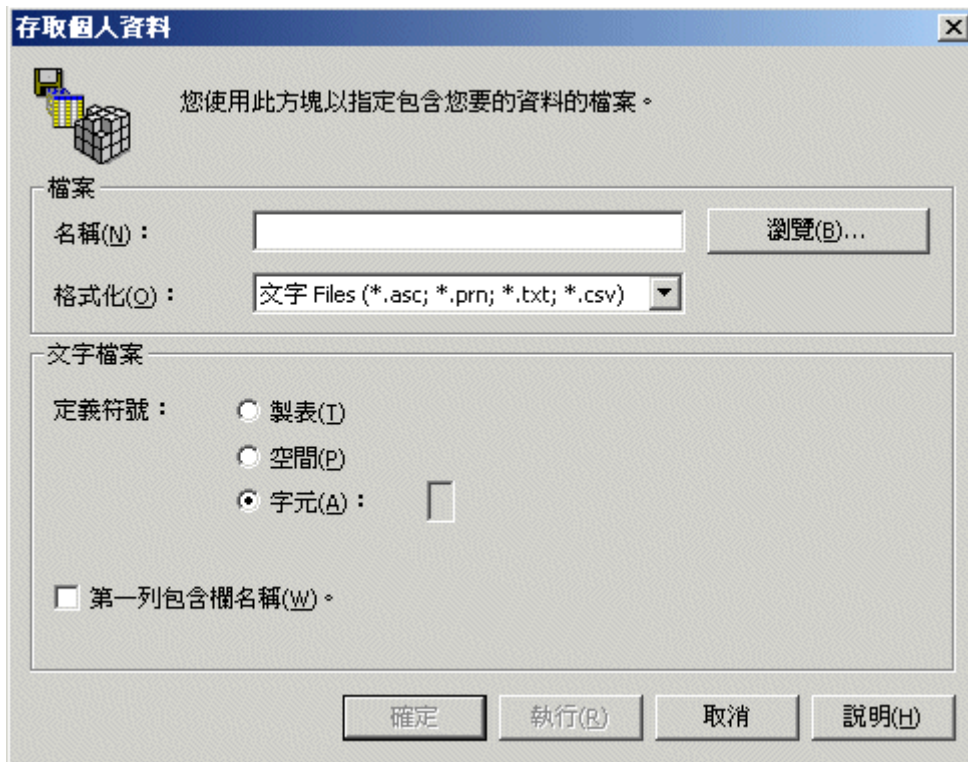 存取個人資料
您使用此方塊以指定包含您要的資料的檔案。
檔案
名稱(N)：
瀏覽(B)...
格式化(O)：
文字 Files (*.asc; *.prn; *.txt; *.csv)
文字檔案
定義符號：
製表(T)
空間(P)
字元(A)：
第一列包含欄名稱(W)。
確定
執行(R)
取消
說明(H)